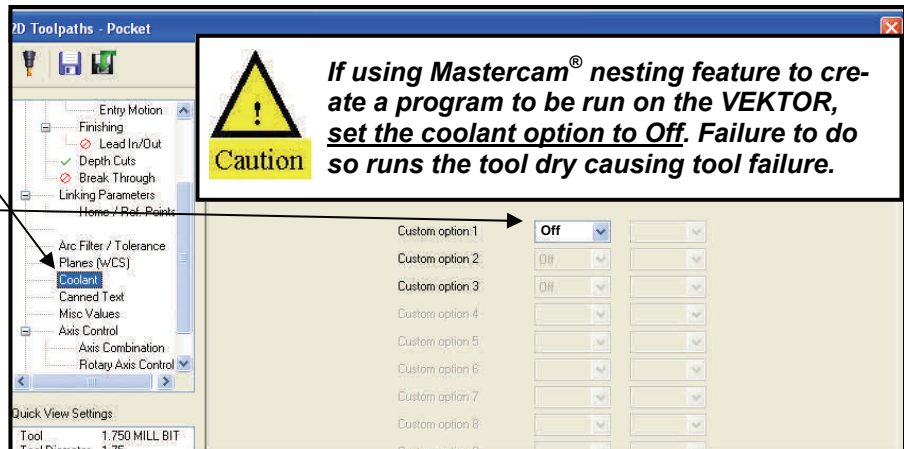 2D Toolpaths - Pocket
If using Mastercam® nesting feature to cre-
ate a program to be run on the VEKTOR,
set the coolant option to Off. Failure to do
so runs the tool dry causing tool failure.
!
Caution
Entry Motion
Finishing
Lead In/Out
Depth Cuts
Break Through
Linking Parameters
Home / Ref. Points
Arc Filter / Tolerance
Planes (WCS)
Coolant
Canned Text
Misc Values
Axis Control
Axis Combination
Rotary Axis Control
Custom option 1 Off
Custom option 2 Off
Custom option 3 Off
Custom option 4
Custom option 5
Custom option 6
Custom option 7
Custom option 8
Quick View Settings
Tool 1.750 MILL BIT
Tool Diameter 1.75